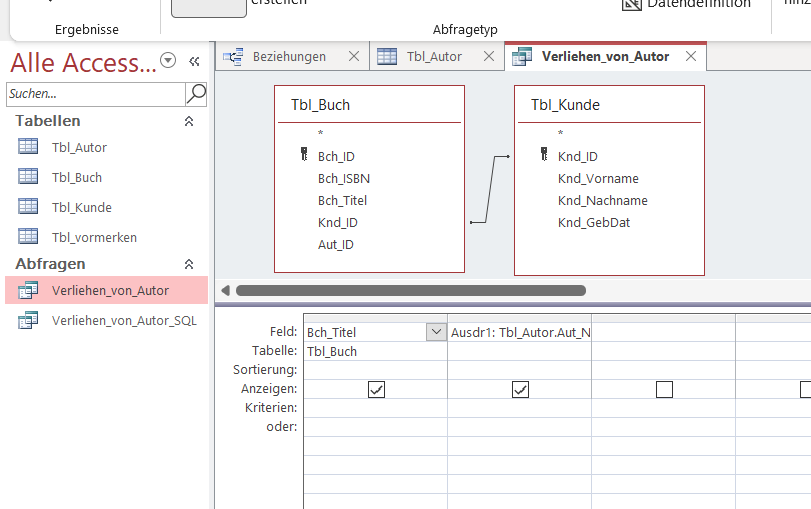 erstellen
Datendefinition
Ergebnisse
Abfragetyp
Alle Access...
Suchen...
Tabellen
Tbl_Autor
Tbl_Buch
Tbl_Kunde
Tbl_vormerken
Abfragen
Verliehen_von_Autor
Verliehen_von_Autor_SQL
Beziehungen
Tbl_Autor
Verliehen_von_Autor
Tbl_Buch
*
Bch_ID
Bch_ISBN
Bch_Titel
Knd_ID
Aut_ID
Tbl_Kunde
*
Knd_ID
Knd_Vorname
Knd_Nachname
Knd_GebDat
Feld: Bch_Titel Ausdr1: Tbl_Autor.Aut_N
Tabelle: Tbl_Buch
Sortierung:
Anzeigen:
Kriterien:
oder: